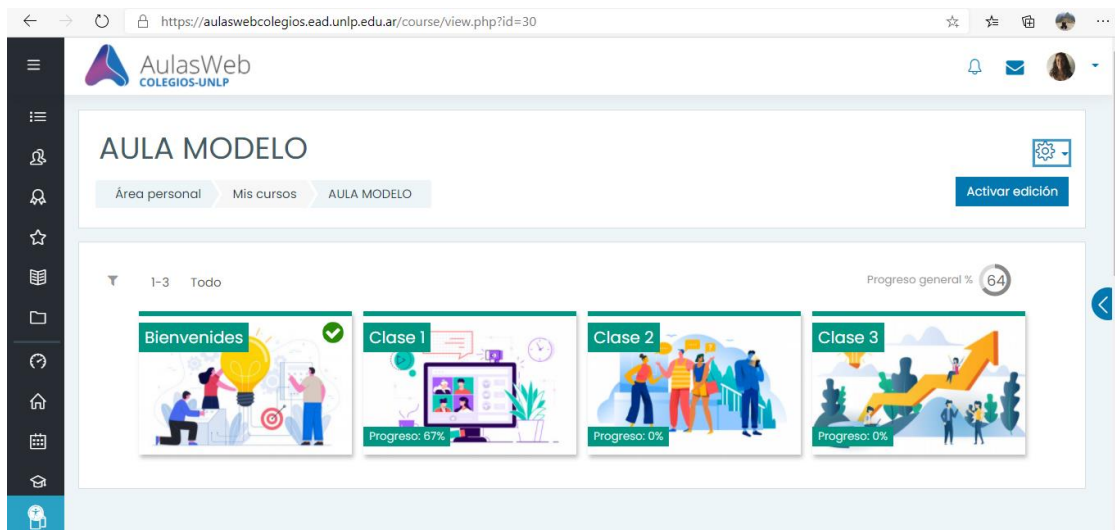 https://aulaswebcolegios.ead.unlp.edu.ar/course/view.php?id=30
AulasWeb
COLEGIOS-UNLP
AULA MODELO
Área personal
Mis cursos
AULA MODELO
Activar edición
1-3
Todo
Progreso general %
64
Bienvenides
Clase 1
Progreso: 67%
Clase 2
Progreso: 0%
Clase 3
Progreso: 0%